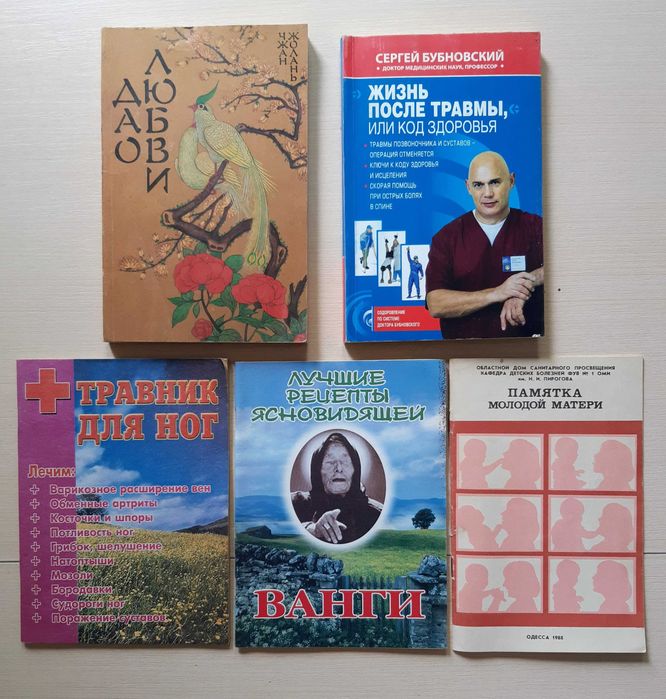 ДАО
ЛЮБВИ
ЧЖАН
ЖОЛАНЬ
СЕРГЕЙ БУБНОВСКИЙ
ДОКТОР МЕДИЦИНСКИХ НАУК, ПРОФЕССОР
ЖИЗНЬ
ПОСЛЕ ТРАВМЫ,
ИЛИ КОД ЗДОРОВЬЯ
ТРАВМЫ ПОЗВОНОЧНИКА И СУСТАВОВ –
ОПЕРАЦИЯ ОТМЕНЯЕТСЯ
КЛЮЧИ К КОДУ ЗДОРОВЬЯ
И ИСЦЕЛЕНИЯ
СКОРАЯ ПОМОЩЬ
ПРИ ОСТРЫХ БОЛЯХ
В СПИНЕ
ОЗДОРОВЛЕНИЕ
ПО СИСТЕМЕ
ДОКТОРА БУБНОВСКОГО
ТРАВНИК
ДЛЯ НОГ
Лечим:
+ Варикозное расширение вен
+ Обменные артриты
+ Косточки и шпоры
+ Потливость ног
+ Грибок, шелушение
+ Натоптыши
+ Мозоли
+ Бородавки
+ Судороги ног
+ Поражение суставов
ЛУЧШИЕ
РЕЦЕПТЫ
ЯСНОВИДЯЩЕЙ
ВАНГИ
ОБЛАСТНОЙ ДОМ САНИТАРНОГО ПРОСВЕЩЕНИЯ
КАФЕДРА ДЕТСКИХ БОЛЕЗНЕЙ ФУВ № 1 ОМИ
им. Н. И. ПИРОГОВА
ПАМЯТКА
МОЛОДОЙ МАТЕРИ
ОДЕССА 1988